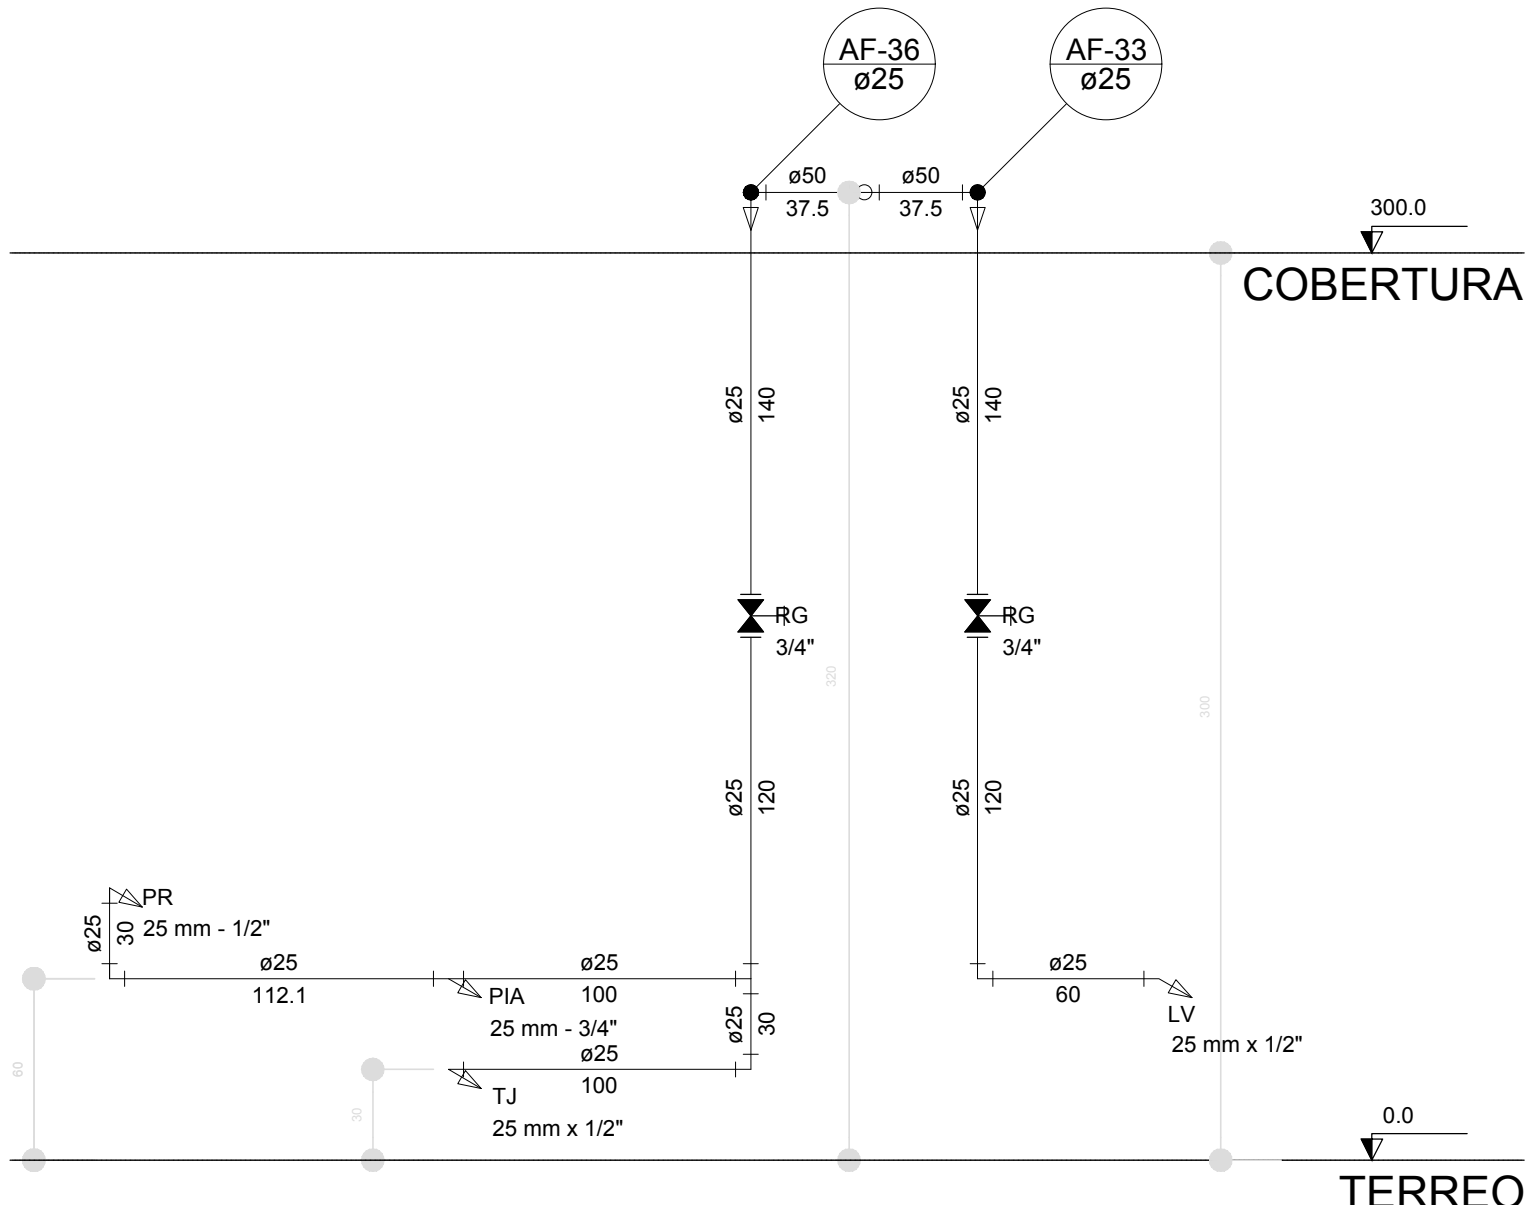 AF-36
ø25
AF-33
ø25
ø50
37.5
ø50
37.5
300.0
COBERTURA
ø25
140
ø25
140
RG
3/4"
RG
3/4"
320
300
ø25
120
ø25
120
PR
25 mm - 1/2"
ø25
30
ø25
112.1
ø25
100
PIA
25 mm - 3/4"
ø25
30
ø25
60
LV
25 mm x 1/2"
ø25
100
TJ
25 mm x 1/2"
60
30
0.0
TERREO